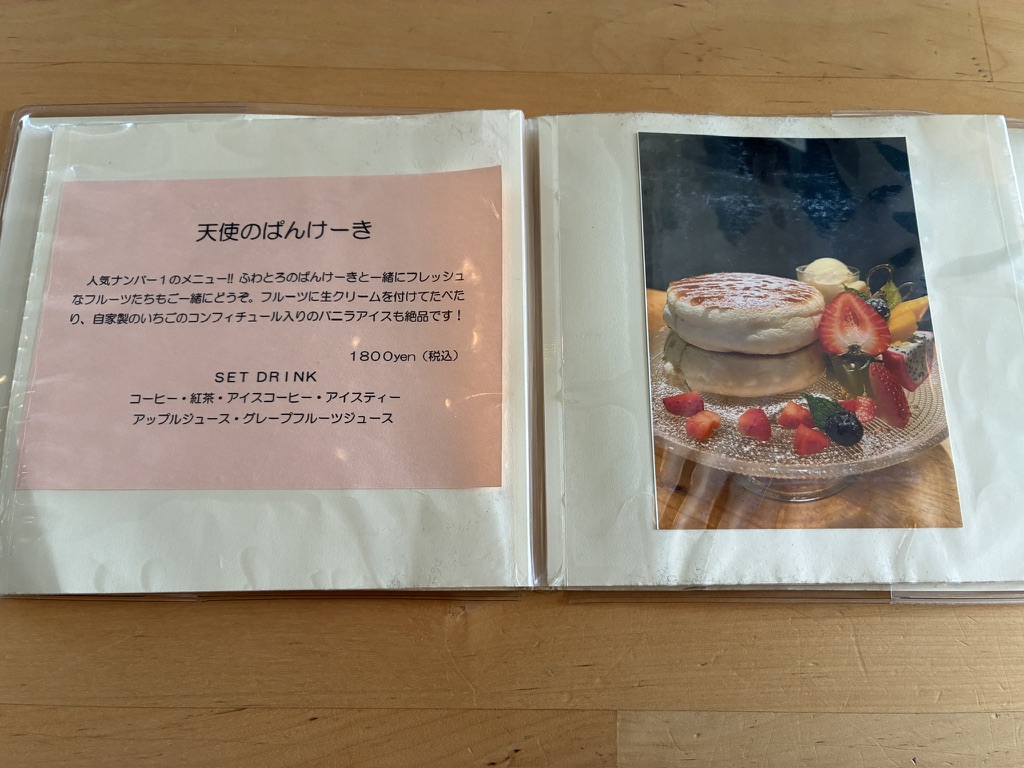 天使のぱんけーき
人気ナンバー１のメニュー!! ふわとろのぱんけーきと一緒にフレッシュ
なフルーツたちもご一緒にどうぞ。フルーツに生クリームを付けてたべた
り、自家製のいちごのコンフィチュール入りのバニラアイスも絶品です！
1800yen（税込）
SET DRINK
コーヒー・紅茶・アイスコーヒー・アイスティー
アップルジュース・グレープフルーツジュース